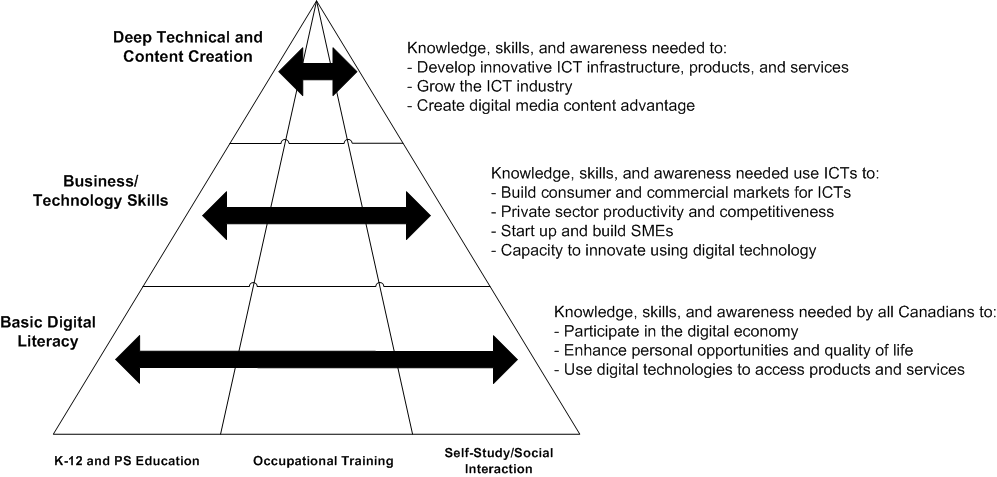 Deep Technical and
Content Creation
Knowledge, skills, and awareness needed to:
- Develop innovative ICT infrastructure, products, and services
- Grow the ICT industry
- Create digital media content advantage
Business/
Technology Skills
Knowledge, skills, and awareness needed use ICTs to:
- Build consumer and commercial markets for ICTs
- Private sector productivity and competitiveness
- Start up and build SMEs
- Capacity to innovate using digital technology
Basic Digital
Literacy
Knowledge, skills, and awareness needed by all Canadians to:
- Participate in the digital economy
- Enhance personal opportunities and quality of life
- Use digital technologies to access products and services
K-12 and PS Education
Occupational Training
Self-Study/Social
Interaction